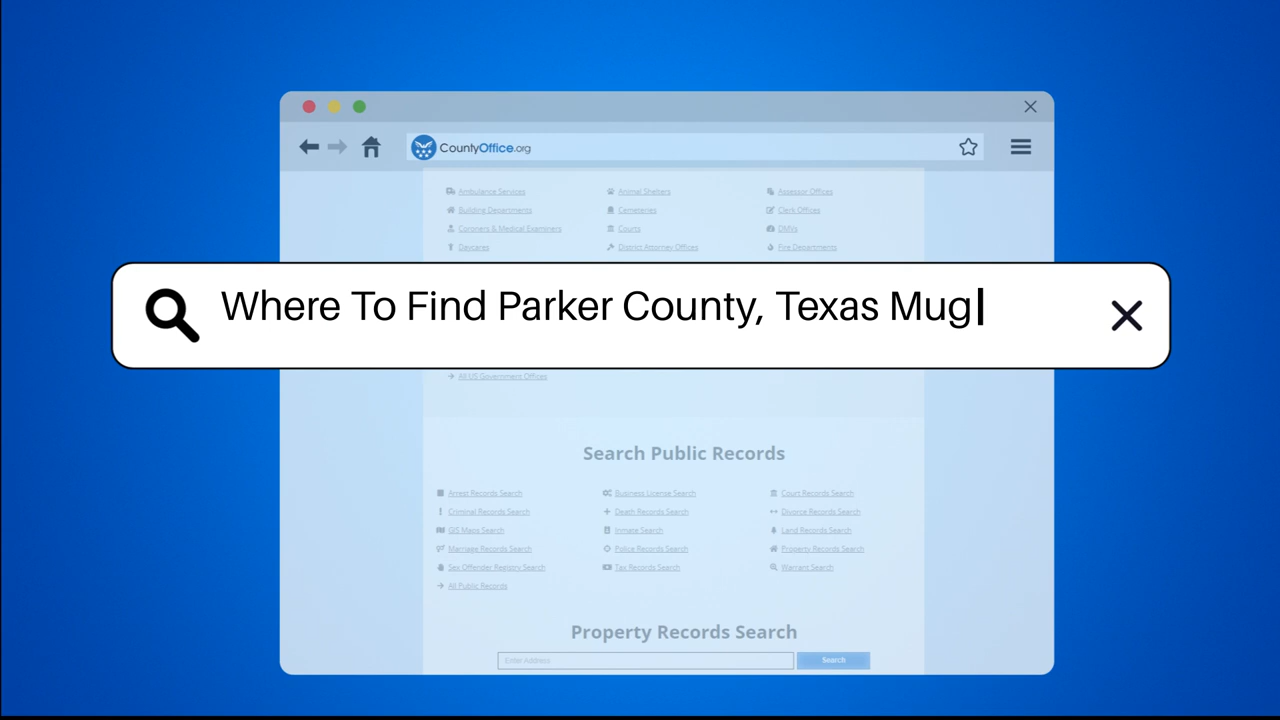 CountyOffice.org
Ambulance Services Animal Shelters Assessor Offices
Building Departments Cemeteries Clerk Offices
Coroners & Medical Examiners Courts DMVs
Daycares District Attorney Offices Fire Departments
Where To Find Parker County, Texas Mug
All US Government Offices
Search Public Records
Arrest Records Search Business License Search Court Records Search
Criminal Records Search Death Records Search Divorce Records Search
GIS Maps Search Inmate Search Land Records Search
Marriage Records Search Police Records Search Property Records Search
Sex Offender Registry Search Tax Records Search Warrant Search
All Public Records
Property Records Search
Enter Address Search